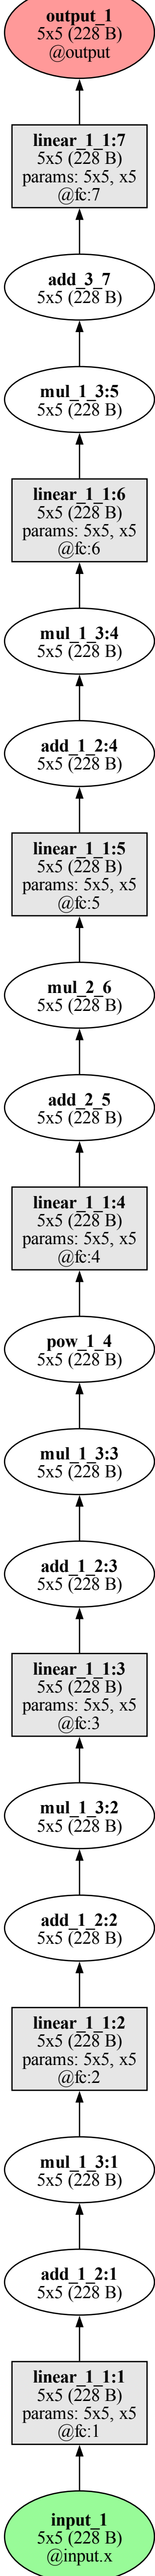 output_1
5x5 (228 B)
@output
linear_1_1:7
5x5 (228 B)
params: 5x5, x5
@fc:7
add_3_7
5x5 (228 B)
mul_1_3:5
5x5 (228 B)
linear_1_1:6
5x5 (228 B)
params: 5x5, x5
@fc:6
mul_1_3:4
5x5 (228 B)
add_1_2:4
5x5 (228 B)
linear_1_1:5
5x5 (228 B)
params: 5x5, x5
@fc:5
mul_2_6
5x5 (228 B)
add_2_5
5x5 (228 B)
linear_1_1:4
5x5 (228 B)
params: 5x5, x5
@fc:4
pow_1_4
5x5 (228 B)
mul_1_3:3
5x5 (228 B)
add_1_2:3
5x5 (228 B)
linear_1_1:3
5x5 (228 B)
params: 5x5, x5
@fc:3
mul_1_3:2
5x5 (228 B)
add_1_2:2
5x5 (228 B)
linear_1_1:2
5x5 (228 B)
params: 5x5, x5
@fc:2
mul_1_3:1
5x5 (228 B)
add_1_2:1
5x5 (228 B)
linear_1_1:1
5x5 (228 B)
params: 5x5, x5
@fc:1
input_1
5x5 (228 B)
@input.x